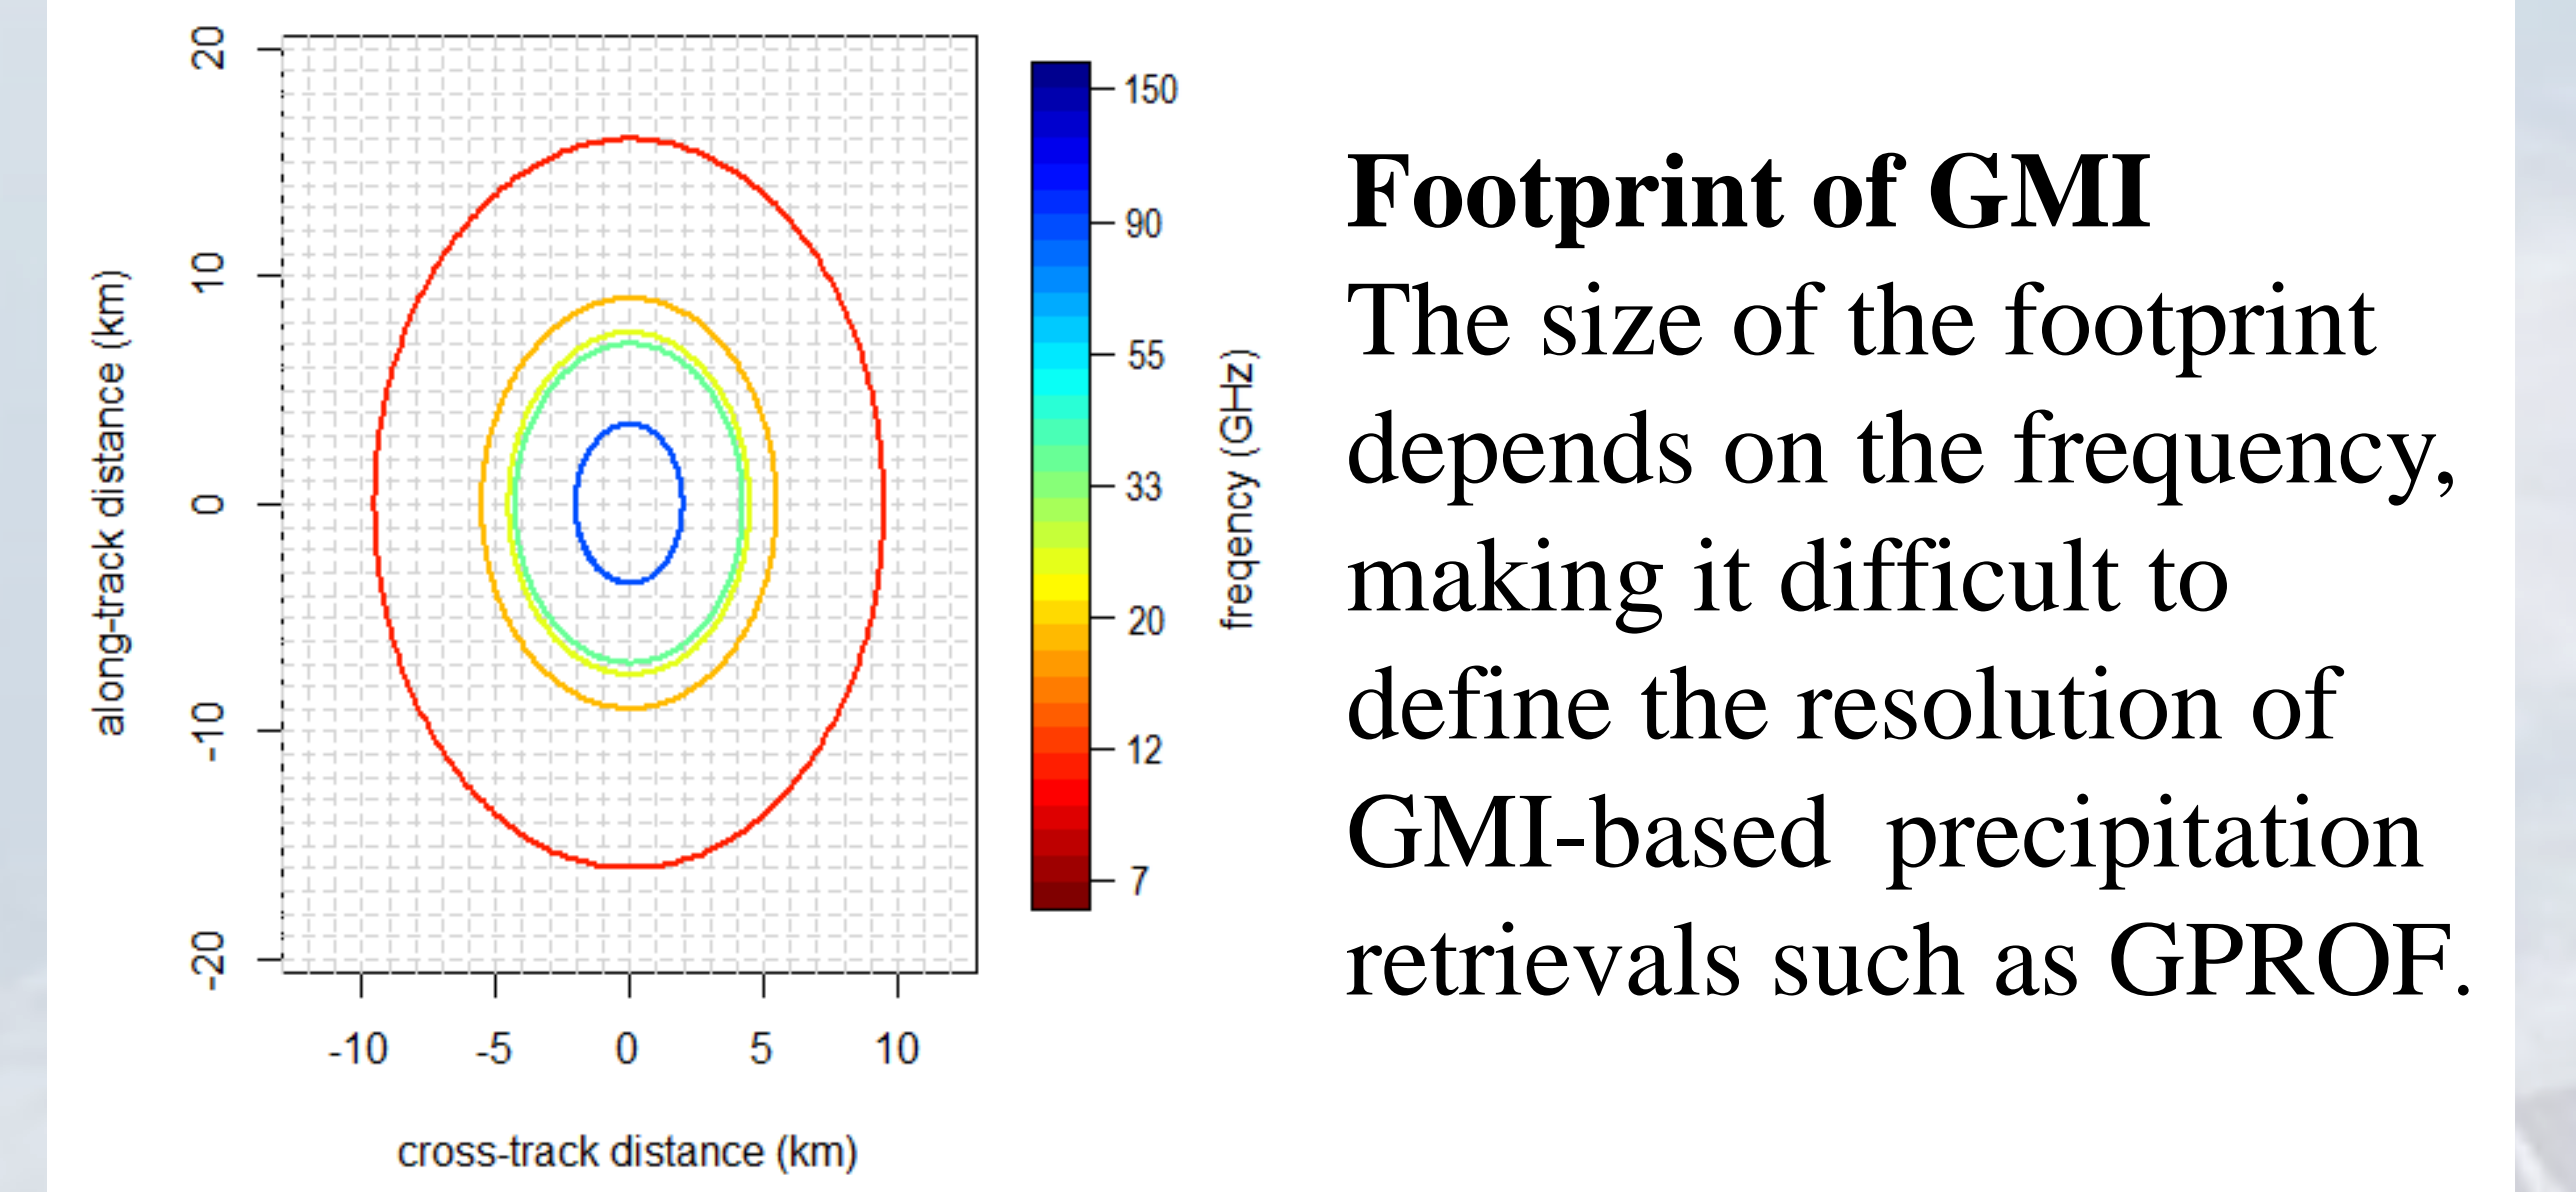 Footprint of GMI
The size of the footprint
depends on the frequency,
making it difficult to
define the resolution of
GMI-based precipitation
retrievals such as GPROF.
along-track distance (km)
20
10
0
-10
-20
-10 -5 0 5 10
cross-track distance (km)
150
90
55
33
20
12
7
freqency (GHz)